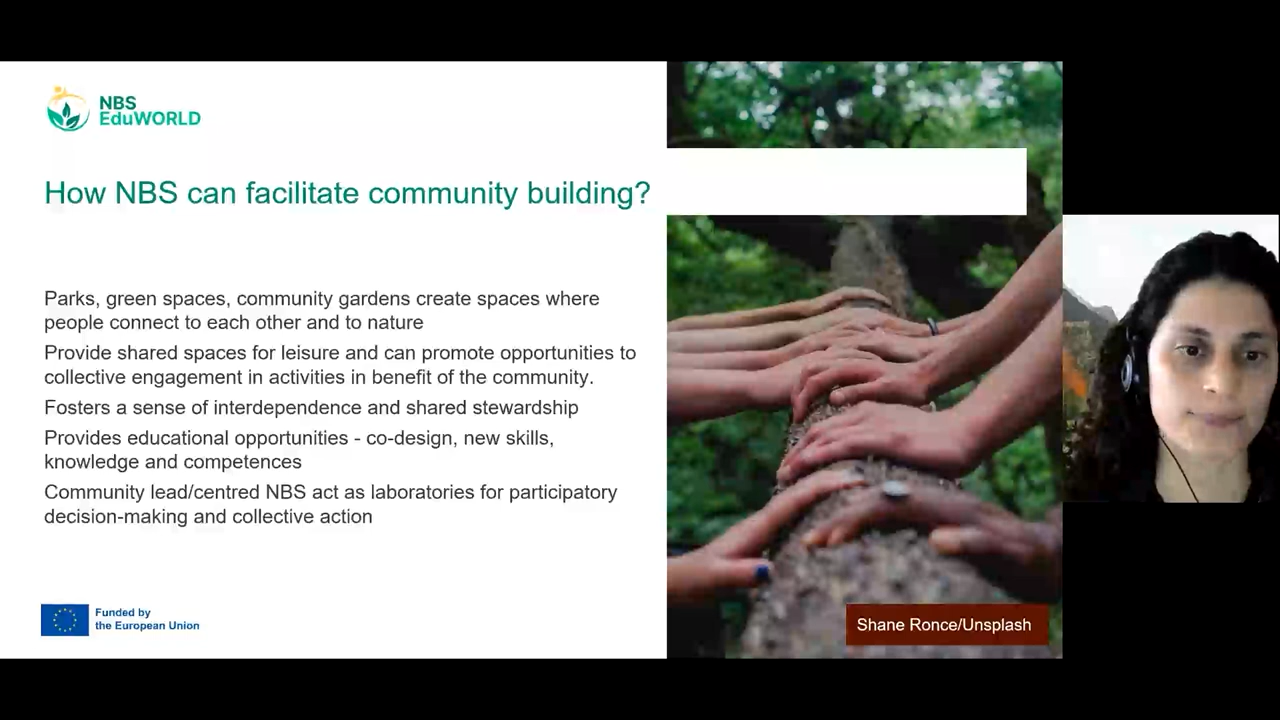 NBS
EduWORLD
How NBS can facilitate community building?
Parks, green spaces, community gardens create spaces where
people connect to each other and to nature
Provide shared spaces for leisure and can promote opportunities to
collective engagement in activities in benefit of the community.
Fosters a sense of interdependence and shared stewardship
Provides educational opportunities - co-design, new skills,
knowledge and competences
Community lead/centred NBS act as laboratories for participatory
decision-making and collective action
Funded by
the European Union
Shane Ronce/Unsplash